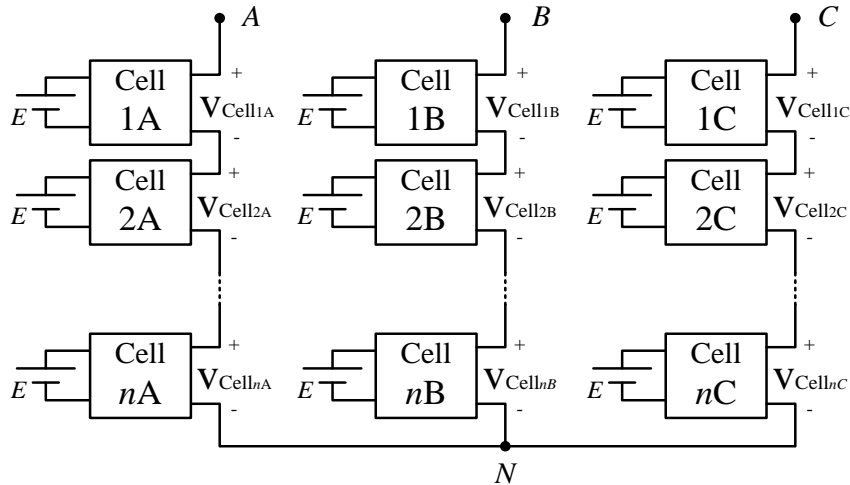 A B C
+ + +
Cell Cell Cell
E 1A VCell1A E 1B VCell1B E 1C VCell1C
- - -
+ + +
Cell Cell Cell
E 2A VCell2A E 2B VCell2B E 2C VCell2C
- - -
+ + +
Cell Cell Cell
E nA VCellnA E nB VCellnB E nC VCellnC
- - -
N